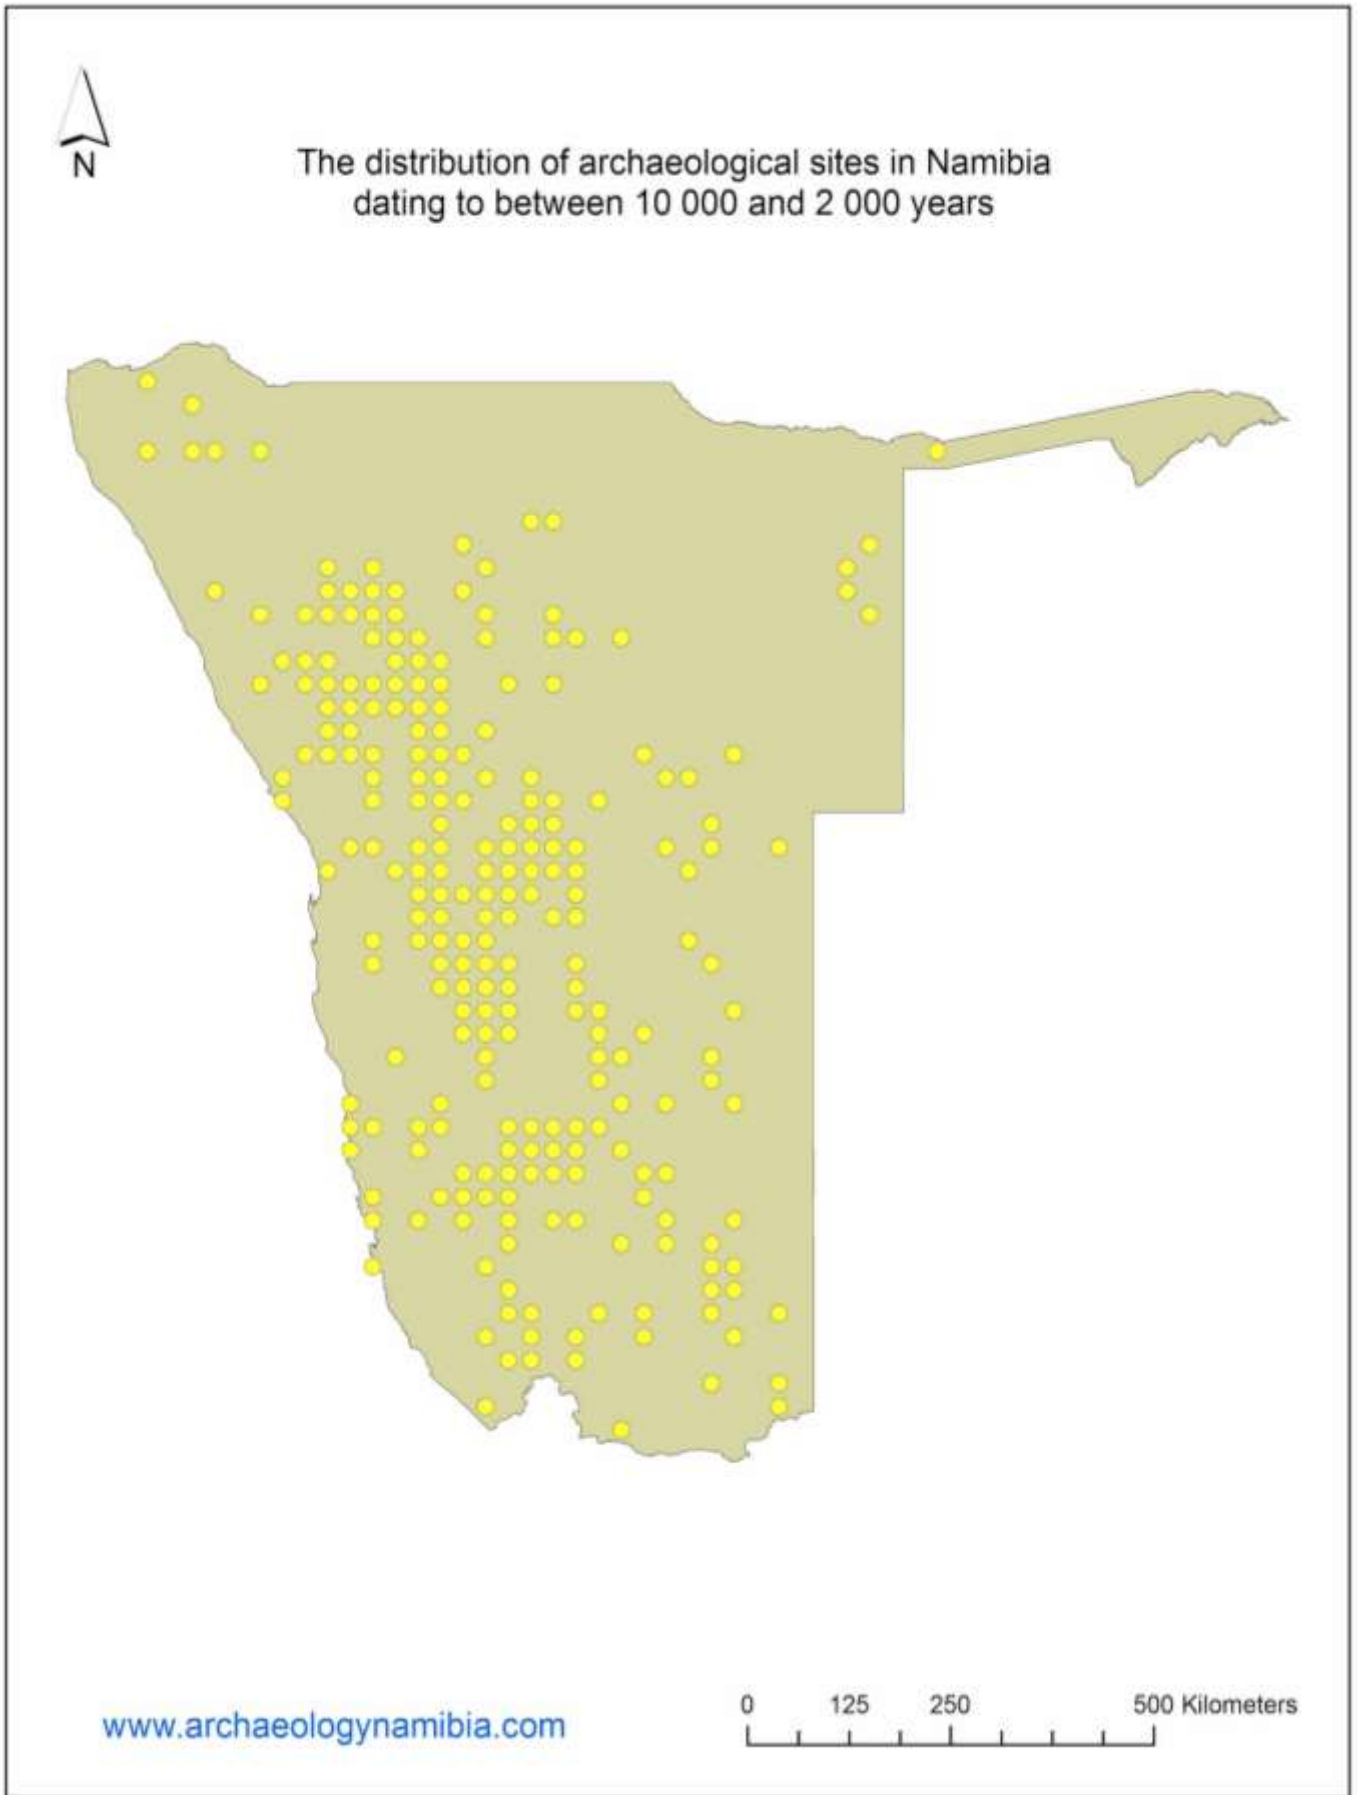 N
The distribution of archaeological sites in Namibia
dating to between 10 000 and 2 000 years
www.archaeologynamibia.com
0 125 250 500 Kilometers